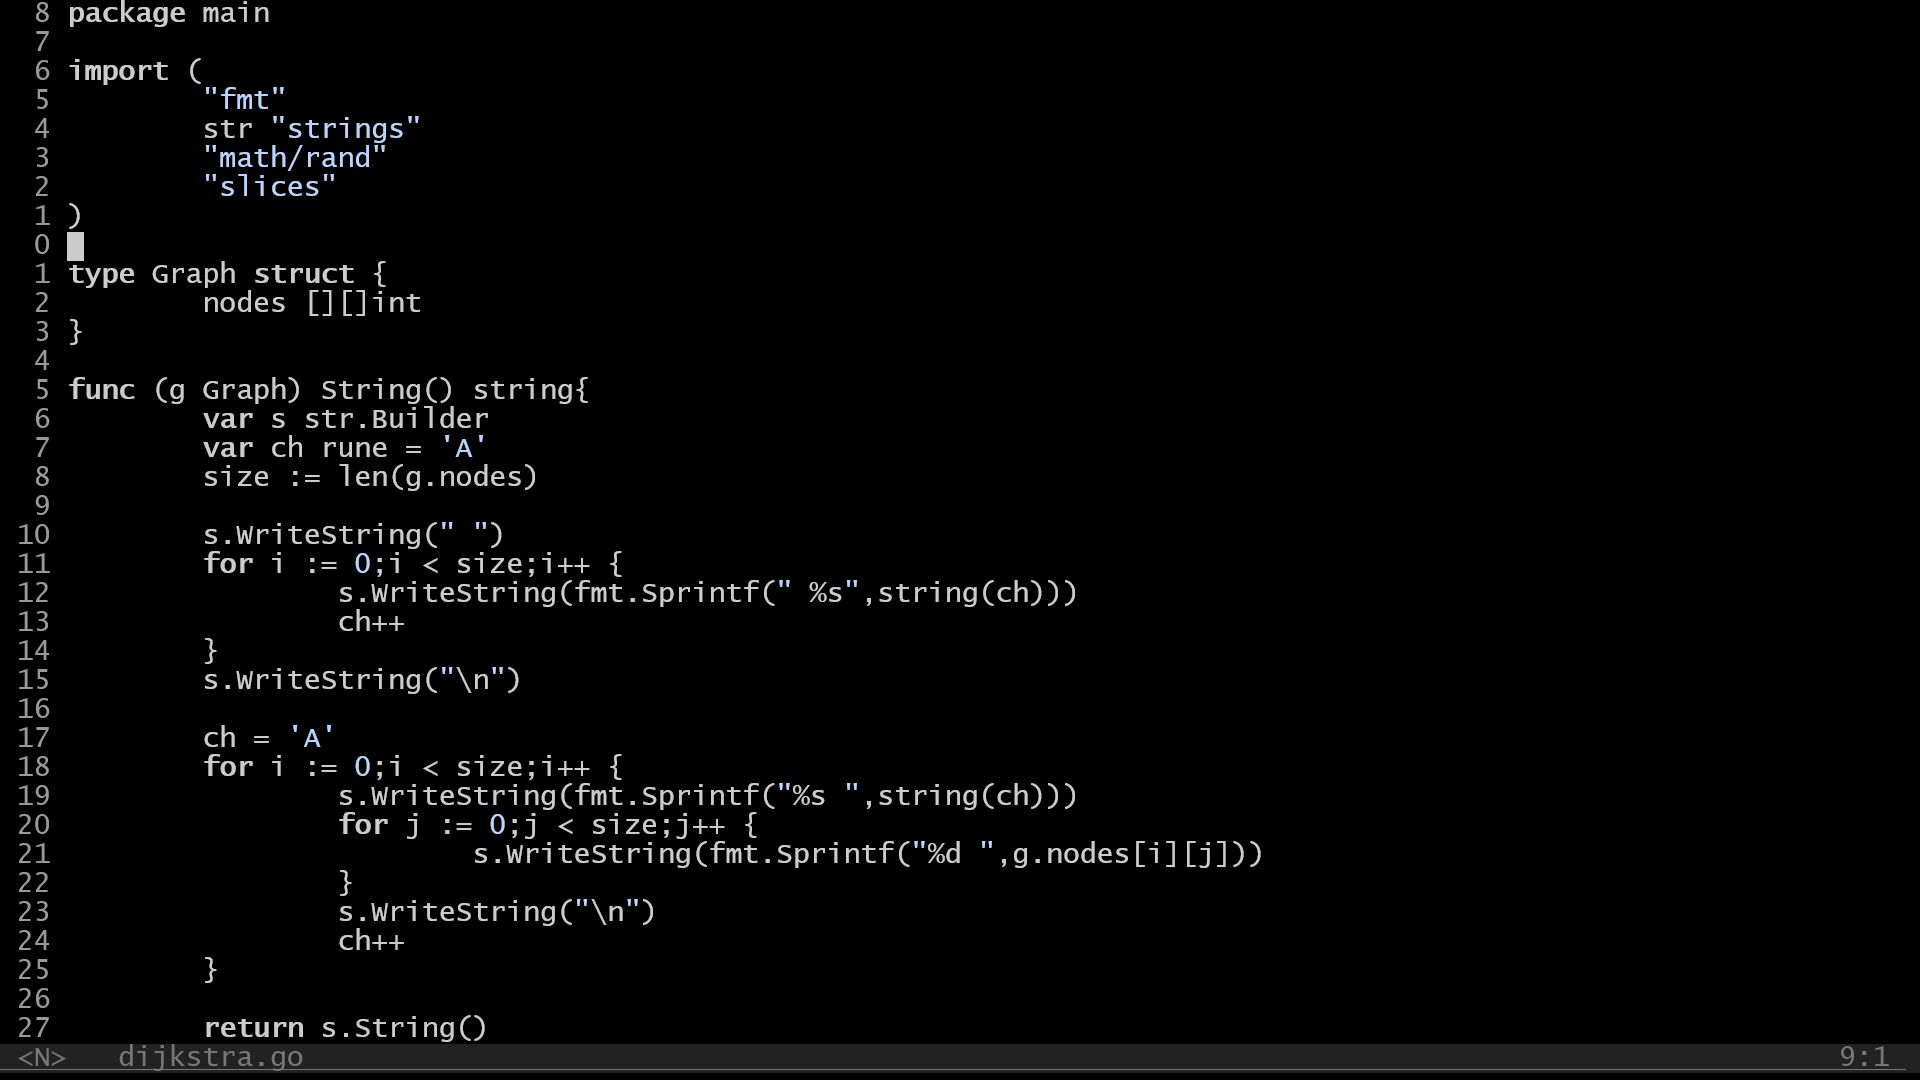 8 package main
7
6 import (
5         "fmt"
4         str "strings"
3         "math/rand"
2         "slices"
1 )
0
1 type Graph struct {
2         nodes [][]int
3 }
4
5 func (g Graph) String() string{
6         var s str.Builder
7         var ch rune = 'A'
8         size := len(g.nodes)
9
10         s.WriteString(" ")
11         for i := 0;i < size;i++ {
12                 s.WriteString(fmt.Sprintf(" %s",string(ch)))
13                 ch++
14         }
15         s.WriteString("\n")
16
17         ch = 'A'
18         for i := 0;i < size;i++ {
19                 s.WriteString(fmt.Sprintf("%s ",string(ch)))
20                 for j := 0;j < size;j++ {
21                         s.WriteString(fmt.Sprintf("%d ",g.nodes[i][j]))
22                 }
23                 s.WriteString("\n")
24                 ch++
25         }
26
27         return s.String()
<N>   dijkstra.go   9:1